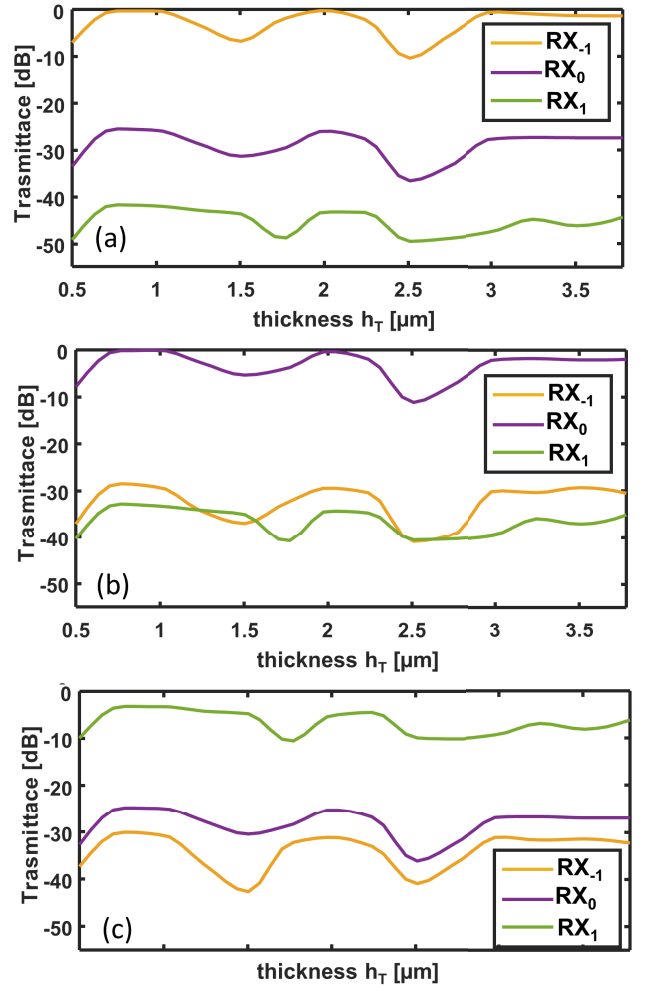 0
-10
-20
-30
-40
-50
Trasmittace [dB]
RX-1
RX0
RX1
(a)
0.5 1 1.5 2 2.5 3 3.5
thickness hT [µm]
0
-10
-20
-30
-40
-50
Trasmittace [dB]
RX-1
RX0
RX1
(b)
0.5 1 1.5 2 2.5 3 3.5
thickness hT [µm]
0
-10
-20
-30
-40
-50
Trasmittace [dB]
RX-1
RX0
RX1
(c)
thickness hT [µm]